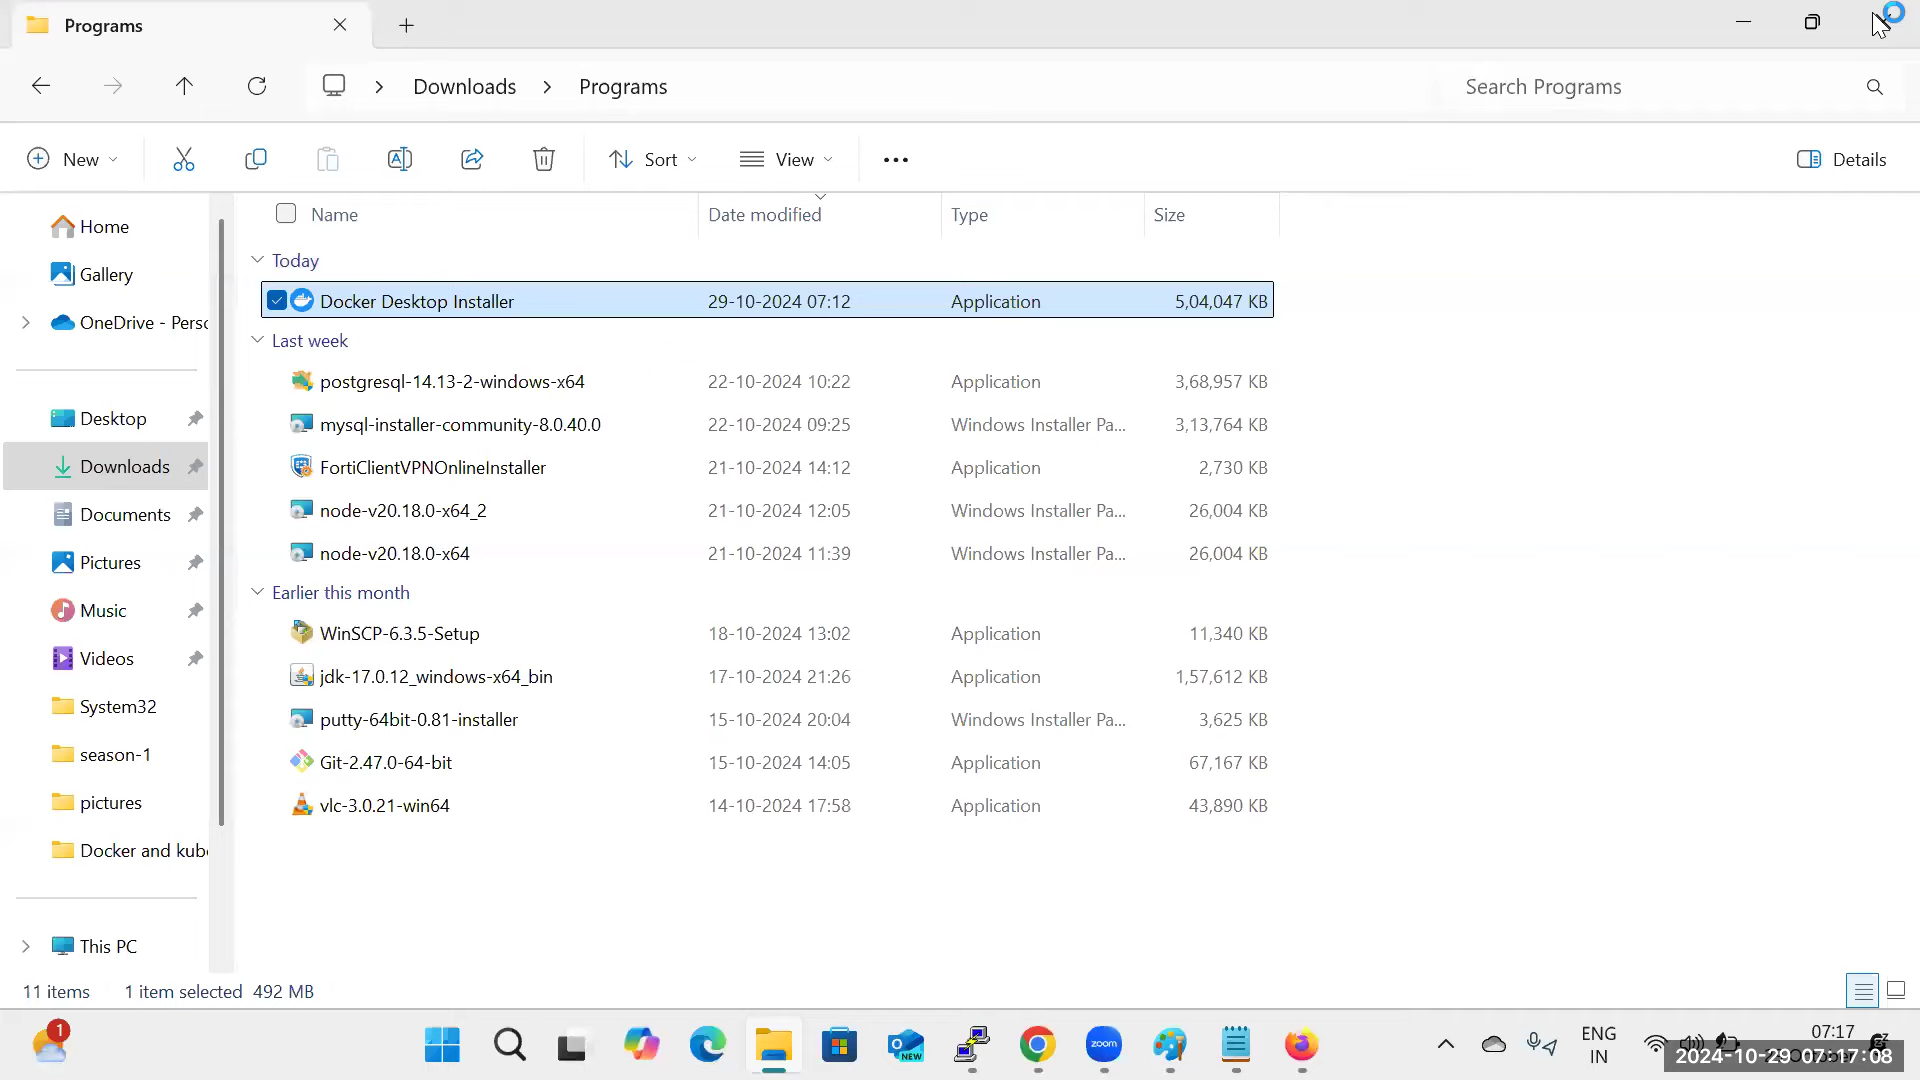 Programs
Downloads
Programs
Search Programs
New
Sort
View
Details
Name
Date modified
Type
Size
Home
Gallery
OneDrive - Perso
Desktop
Downloads
Documents
Pictures
Music
Videos
System32
season-1
pictures
Docker and kube
This PC
Today
Docker Desktop Installer 29-10-2024 07:12 Application 5,04,047 KB
Last week
postgresql-14.13-2-windows-x64 22-10-2024 10:22 Application 3,68,957 KB
mysql-installer-community-8.0.40.0 22-10-2024 09:25 Windows Installer Pa... 3,13,764 KB
FortiClientVPNOnlineInstaller 21-10-2024 14:12 Application 2,730 KB
node-v20.18.0-x64_2 21-10-2024 12:05 Windows Installer Pa... 26,004 KB
node-v20.18.0-x64 21-10-2024 11:39 Windows Installer Pa... 26,004 KB
Earlier this month
WinSCP-6.3.5-Setup 18-10-2024 13:02 Application 11,340 KB
jdk-17.0.12_windows-x64_bin 17-10-2024 21:26 Application 1,57,612 KB
putty-64bit-0.81-installer 15-10-2024 20:04 Windows Installer Pa... 3,625 KB
Git-2.47.0-64-bit 15-10-2024 14:05 Application 67,167 KB
vlc-3.0.21-win64 14-10-2024 17:58 Application 43,890 KB
11 items 1 item selected 492 MB
1
NEW
zoom
ENG
IN
07:17
2024-10-29 07:17:08